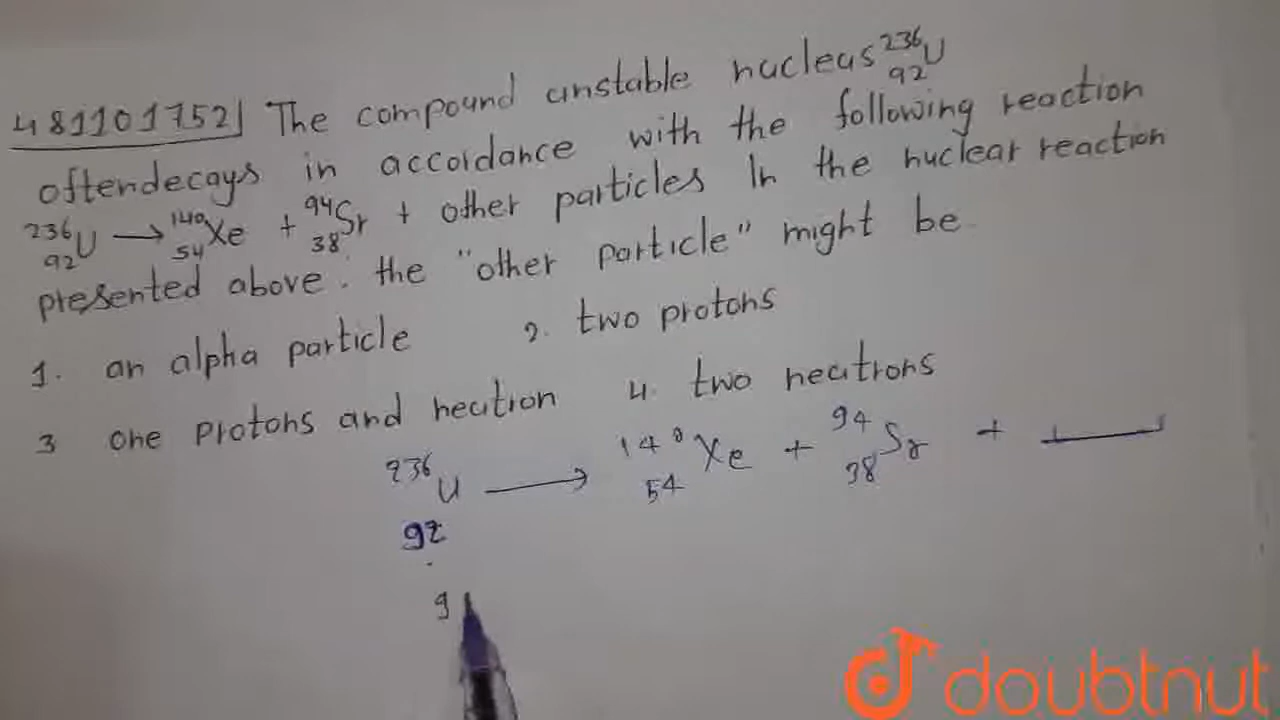 481101752| The compound unstable nucleus ²³⁶₉₂U
oftendecays in accordance with the following reaction
²³⁶₉₂U → ¹⁴⁰₅₄Xe + ⁹⁴₃₈Sr + other particles In the nuclear reaction
presented above. the "other particle" might be
1. an alpha particle 2. two protons
3 one protons and neution 4. two neutrons
²³⁶₉₂U → ¹⁴⁰₅₄Xe + ⁹⁴₃₈Sr +
9
doubtnut